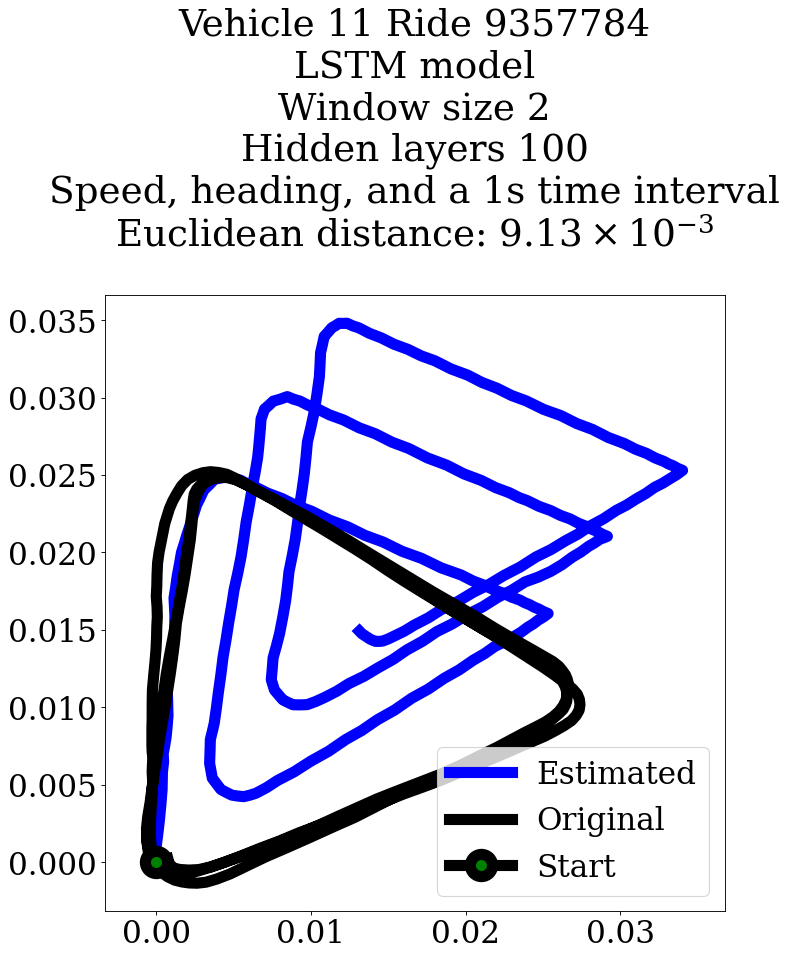 Vehicle 11 Ride 9357784
LSTM model
Window size 2
Hidden layers 100
Speed, heading, and a 1s time interval
Euclidean distance: 9.13 × 10⁻³
0.035
0.030
0.025
0.020
0.015
0.010
0.005
0.000
Estimated
Original
Start
0.00 0.01 0.02 0.03